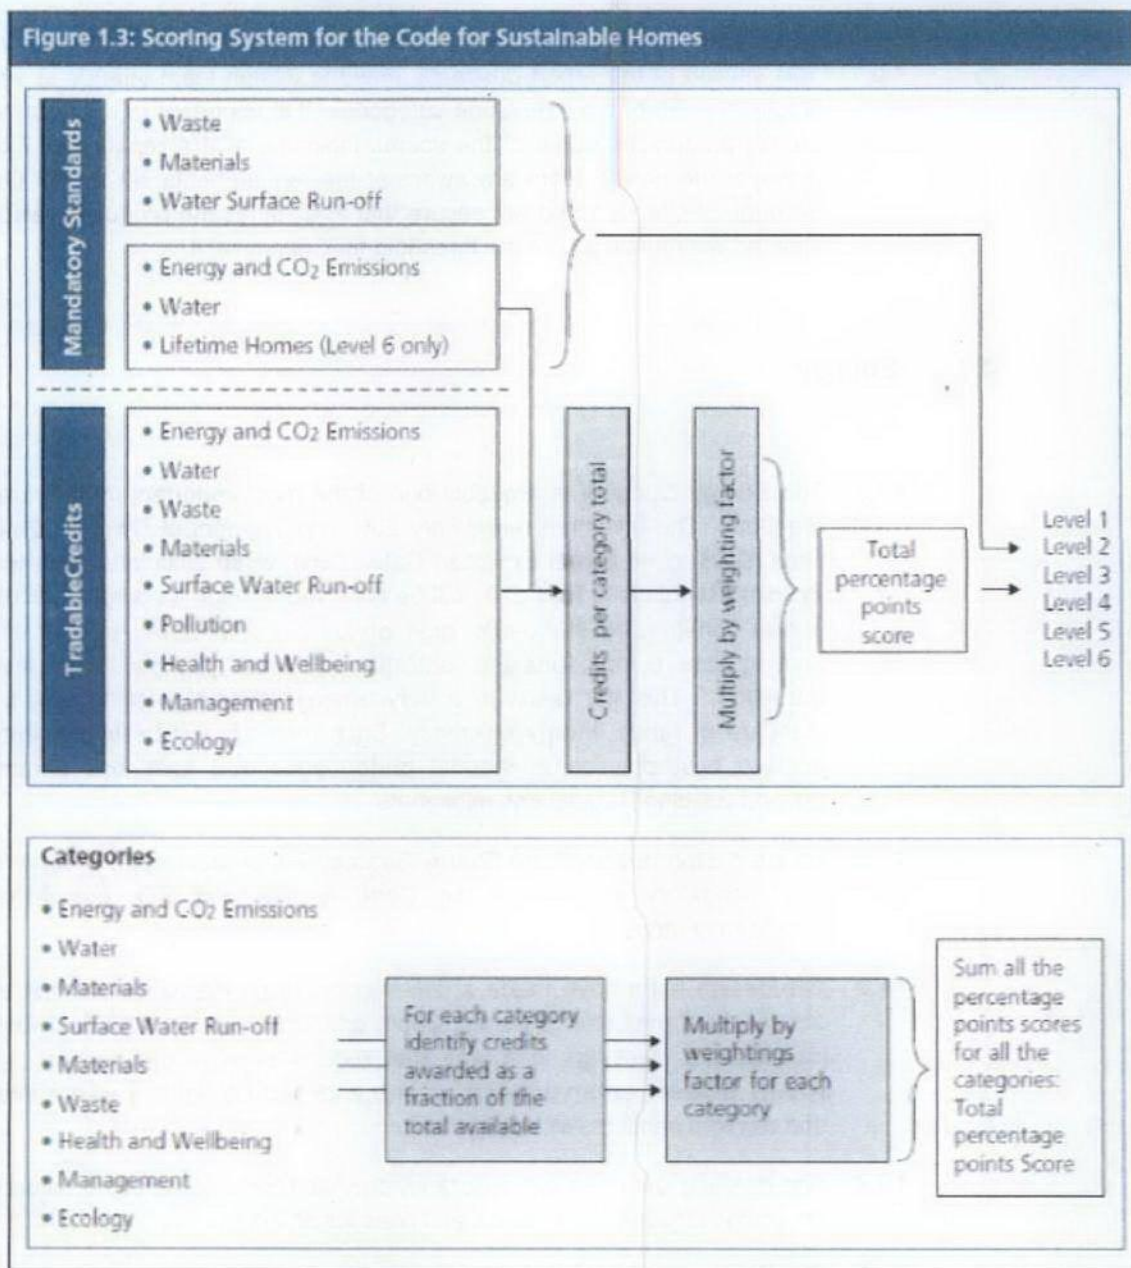 Figure 1.3: Scoring System for the Code for Sustainable Homes
Mandatory Standards
• Waste
• Materials
• Water Surface Run-off
• Energy and CO₂ Emissions
• Water
• Lifetime Homes (Level 6 only)
TradableCredits
• Energy and CO₂ Emissions
• Water
• Waste
• Materials
• Surface Water Run-off
• Pollution
• Health and Wellbeing
• Management
• Ecology
Credits per category total
Multiply by weighting factor
Total
percentage
points
score
Level 1
Level 2
Level 3
Level 4
Level 5
Level 6
Categories
• Energy and CO₂ Emissions
• Water
• Materials
• Surface Water Run-off
• Materials
• Waste
• Health and Wellbeing
• Management
• Ecology
For each category
identify credits
awarded as a
fraction of the
total available
Multiply by
weightings
factor for each
category
Sum all the
percentage
points scores
for all the
categories:
Total
percentage
points Score